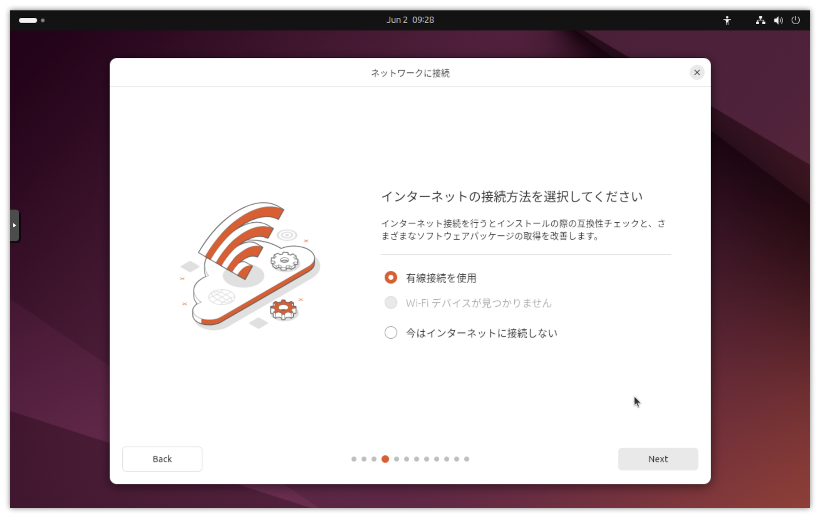 Jun 2 09:28
ネットワークに接続
インターネットの接続方法を選択してください
インターネット接続を行うとインストールの際の互換性チェックと、さ
まざまなソフトウェアパッケージの取得を改善します。
有線接続を使用
Wi-Fi デバイスが見つかりません
今はインターネットに接続しない
Back
Next